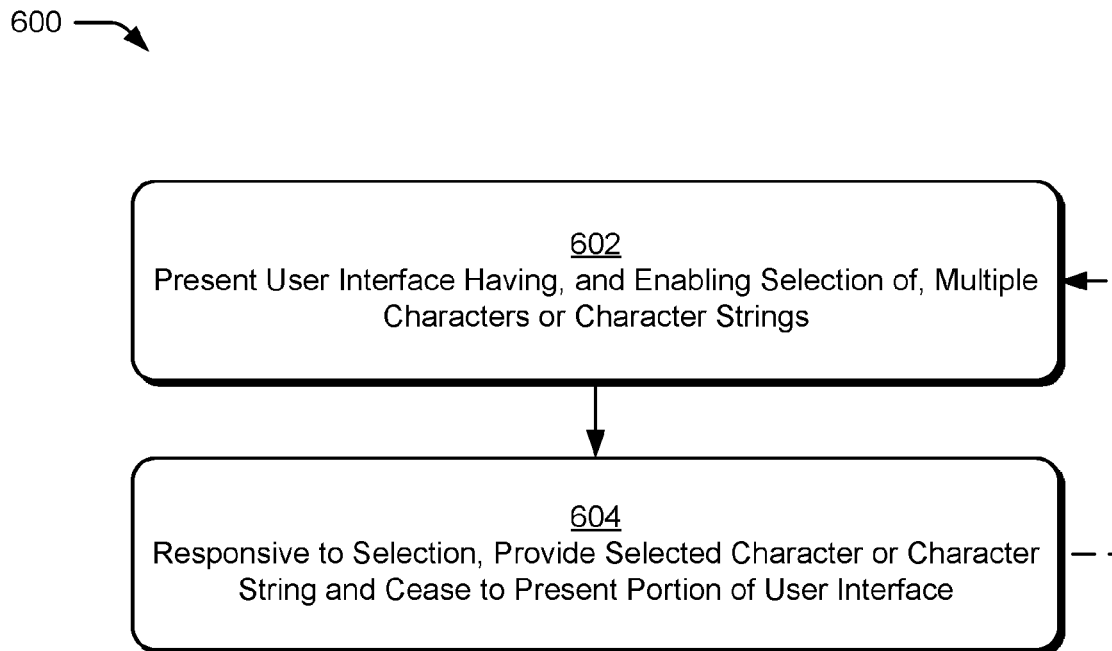 600
602
Present User Interface Having, and Enabling Selection of, Multiple
Characters or Character Strings
604
Responsive to Selection, Provide Selected Character or Character
String and Cease to Present Portion of User Interface